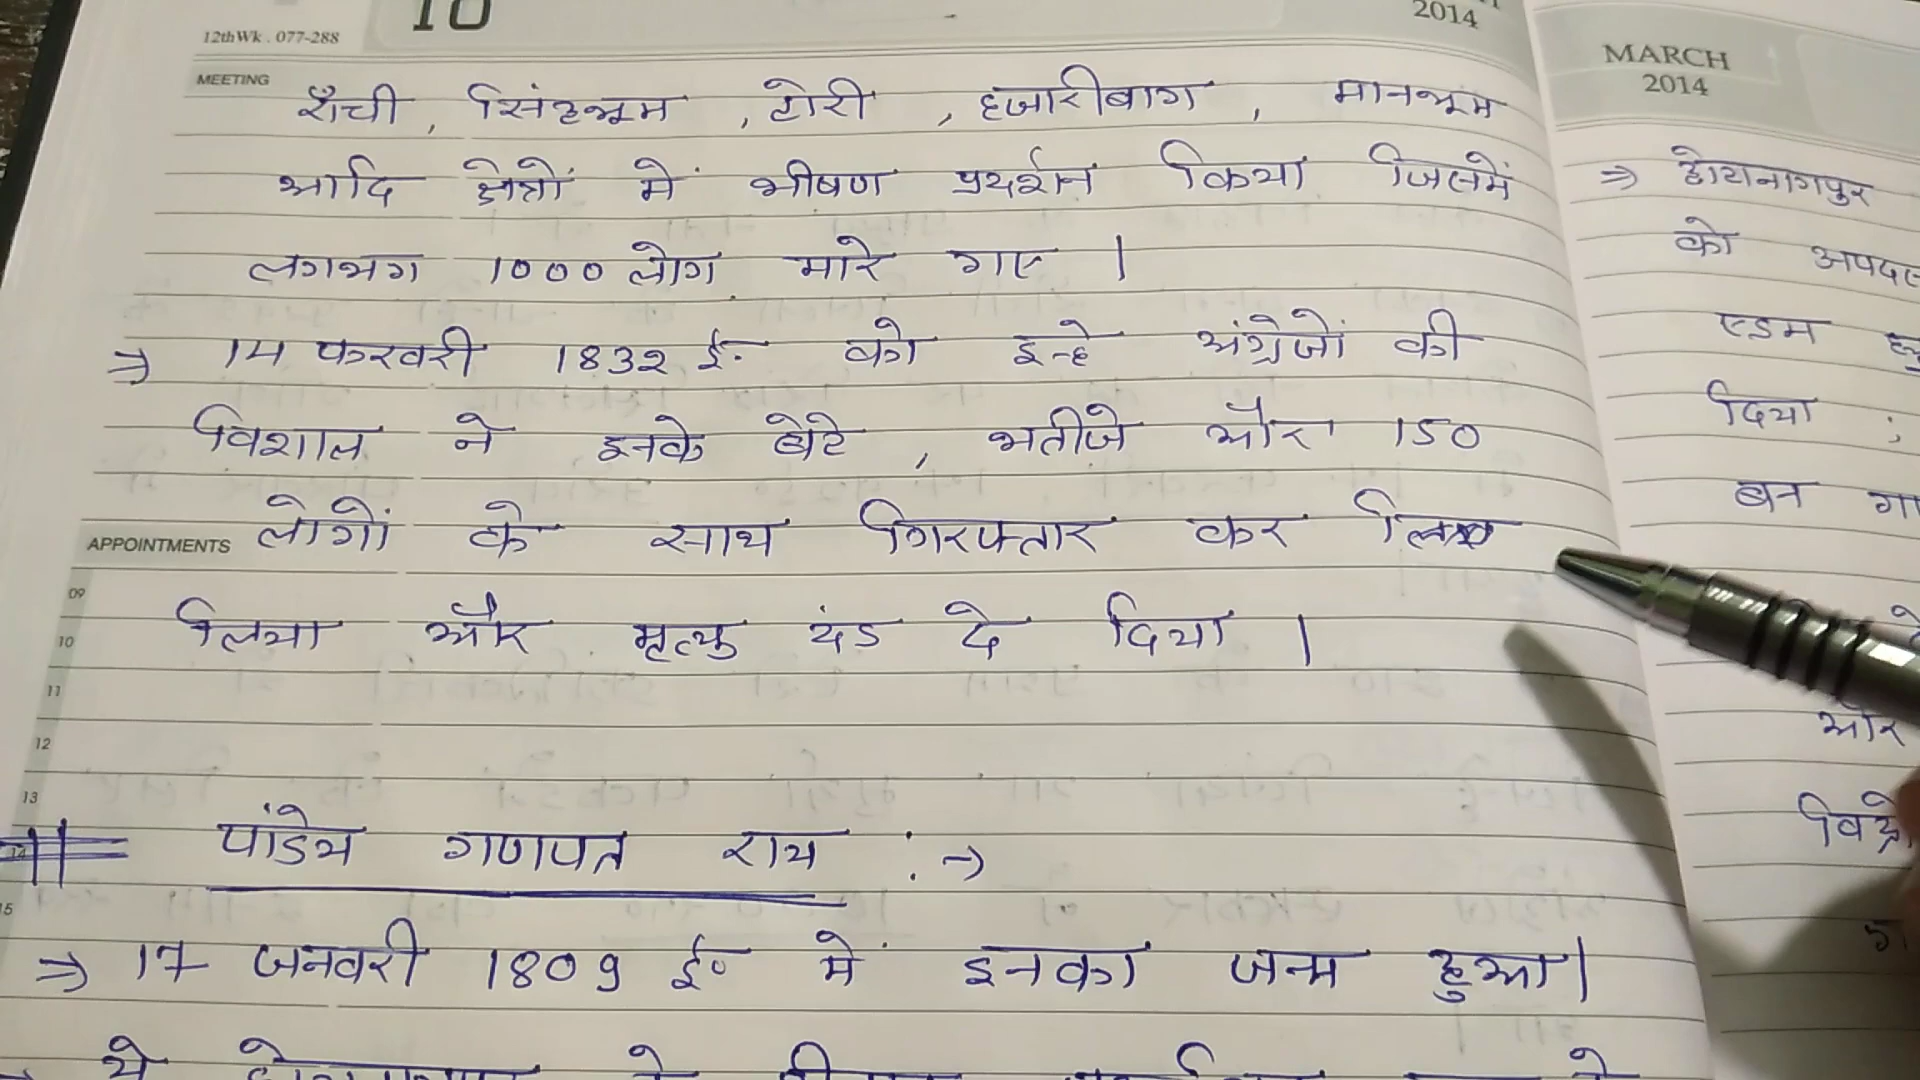 10
12thWk . 077-288
2014
MEETING
राँची , सिंहभूम , टोरी , हजारीबाग , मानभूम
आदि क्षेत्रों में भीषण प्रदर्शन किया जिसमें
लगभग 1000 लोग मारे गए |
⇒ 14 फरवरी 1832 ई॰ को इन्हे अंग्रेजों की
विशाल ने इनके बेटे , भतीजे और 150
APPOINTMENTS लोगों के साथ गिरफ्तार कर
09
लिया और मृत्यु दंड दे दिया |
10
11
12
13
# पांडेय गणपत राय :→
14
15
⇒ 17 जनवरी 1809 ई॰ में इनका जन्म हुआ|
ये
MARCH
2014
⇒ छोटानागपुर
को
एडम
दिया ;
बन
और